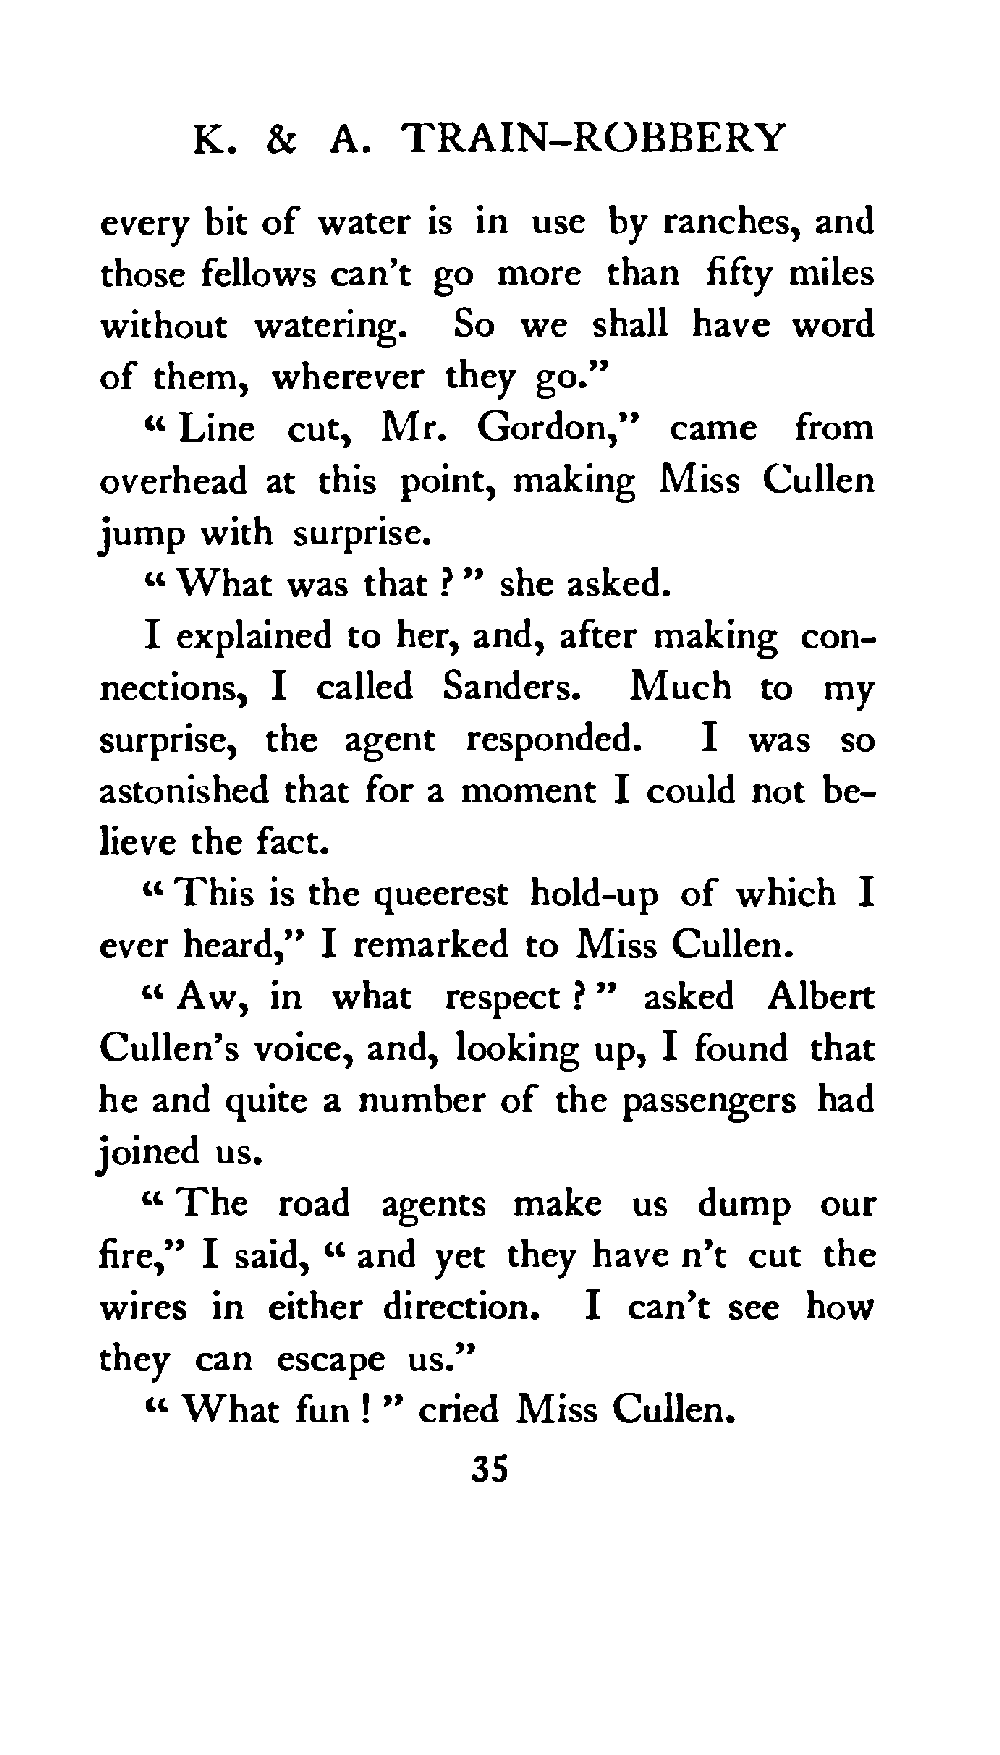 K. & A. TRAIN-ROBBERY
every bit of water is in use by ranches, and
those fellows can't go more than fifty miles
without watering. So we shall have word
of them, wherever they go."
" Line cut, Mr. Gordon," came from
overhead at this point, making Miss Cullen
jump with surprise.
" What was that ? " she asked.
I explained to her, and, after making con-
nections, I called Sanders. Much to my
surprise, the agent responded. I was so
astonished that for a moment I could not be-
lieve the fact.
" This is the queerest hold-up of which I
ever heard," I remarked to Miss Cullen.
" Aw, in what respect ? " asked Albert
Cullen's voice, and, looking up, I found that
he and quite a number of the passengers had
joined us.
" The road agents make us dump our
fire," I said, " and yet they have n't cut the
wires in either direction. I can't see how
they can escape us."
" What fun ! " cried Miss Cullen.
35